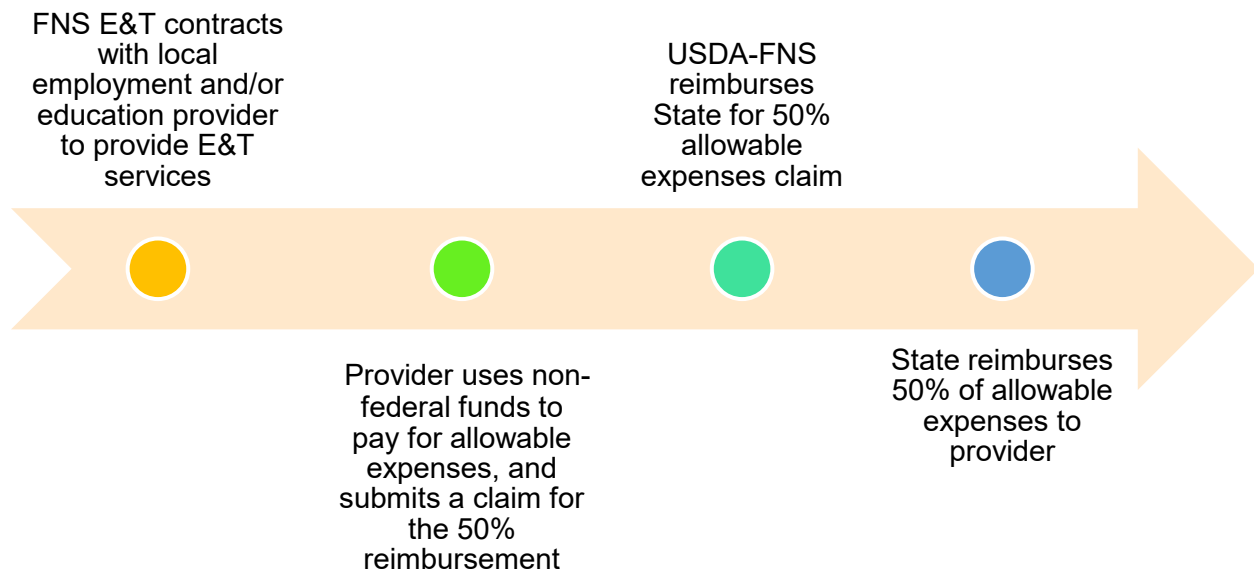 FNS E&T contracts
with local
employment and/or
education provider
to provide E&T
services
Provider uses non-
federal funds to
pay for allowable
expenses, and
submits a claim for
the 50%
reimbursement
USDA-FNS
reimburses
State for 50%
allowable
expenses claim
State reimburses
50% of allowable
expenses to
provider